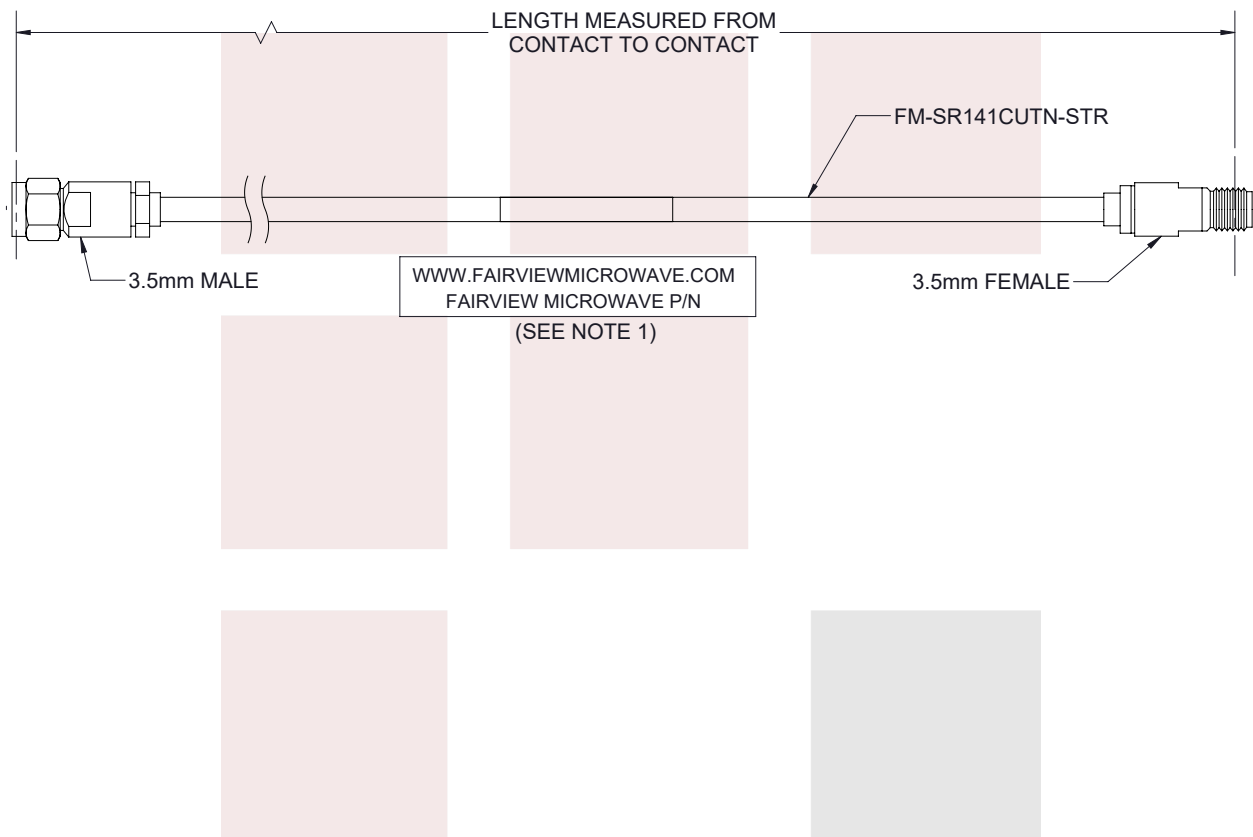 LENGTH MEASURED FROM
CONTACT TO CONTACT
FM-SR141CUTN-STR
3.5mm MALE
WWW.FAIRVIEWMICROWAVE.COM
FAIRVIEW MICROWAVE P/N
(SEE NOTE 1)
3.5mm FEMALE